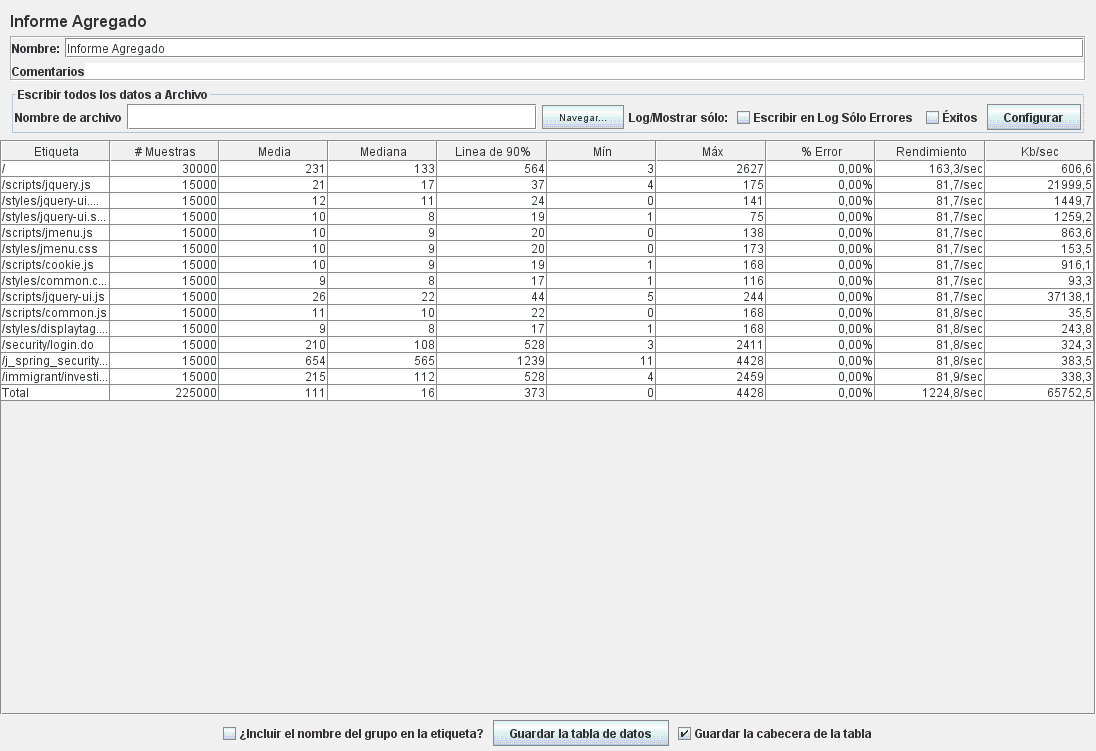 Informe Agregado
Nombre: Informe Agregado
Comentarios
Escribir todos los datos a Archivo
Nombre de archivo Navegar... Log/Mostrar sólo: Escribir en Log Sólo Errores Éxitos Configurar
Etiqueta # Muestras Media Mediana Linea de 90% Mín Máx % Error Rendimiento Kb/sec
/ 30000 231 133 564 3 2627 0,00% 163,3/sec 606,6
/scripts/jquery.js 15000 21 17 37 4 175 0,00% 81,7/sec 21999,5
/styles/jquery-ui.... 15000 12 11 24 0 141 0,00% 81,7/sec 1449,7
/styles/jquery-ui.s... 15000 10 8 19 1 75 0,00% 81,7/sec 1259,2
/scripts/jmenu.js 15000 10 9 20 0 138 0,00% 81,7/sec 863,6
/styles/jmenu.css 15000 10 9 20 0 173 0,00% 81,7/sec 153,5
/scripts/cookie.js 15000 10 9 19 1 168 0,00% 81,7/sec 916,1
/styles/common.c... 15000 9 8 17 1 116 0,00% 81,7/sec 93,3
/scripts/jquery-ui.js 15000 26 22 44 5 244 0,00% 81,7/sec 37138,1
/scripts/common.js 15000 11 10 22 0 168 0,00% 81,8/sec 35,5
/styles/displaytag.... 15000 9 8 17 1 168 0,00% 81,8/sec 243,8
/security/login.do 15000 210 108 528 3 2411 0,00% 81,8/sec 324,3
/j_spring_security... 15000 654 565 1239 11 4428 0,00% 81,8/sec 383,5
/immigrant/investi... 15000 215 112 528 4 2459 0,00% 81,9/sec 338,3
Total 225000 111 16 373 0 4428 0,00% 1224,8/sec 65752,5
¿Incluir el nombre del grupo en la etiqueta? Guardar la tabla de datos Guardar la cabecera de la tabla